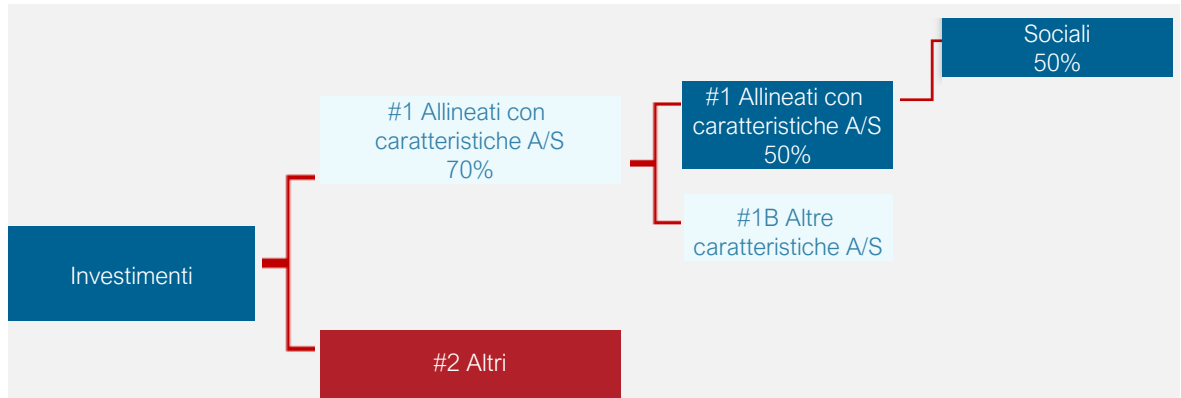 Sociali
50%
#1 Allineati con
caratteristiche A/S
70%
#1 Allineati con
caratteristiche A/S
50%
#1B Altre
caratteristiche A/S
Investimenti
#2 Altri